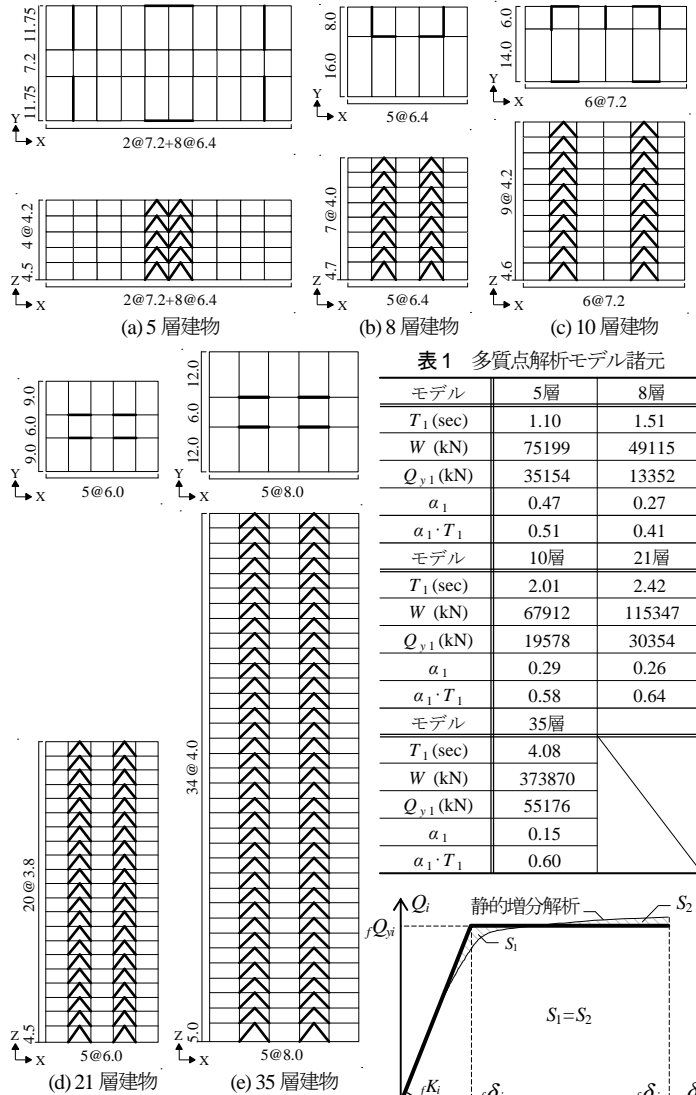 11.75
7.2
11.75
Y
X
2@7.2+8@6.4
8.0
16.0
Y
X
5@6.4
6.0
14.0
Y
X
6@7.2
4@4.2
4.5
Z
X
2@7.2+8@6.4
(a) 5 層建物
7@4.0
4.7
Z
X
5@6.4
(b) 8 層建物
9@4.2
4.6
Z
X
6@7.2
(c) 10 層建物
9.0
6.0
9.0
Y
X
5@6.0
12.0
6.0
12.0
Y
X
5@8.0
20@3.8
4.5
Z
X
5@6.0
(d) 21 層建物
34@4.0
5.0
Z
X
5@8.0
(e) 35 層建物
表1 多質点解析モデル諸元
モデル 5層 8層
T1(sec) 1.10 1.51
W (kN) 75199 49115
Qy1(kN) 35154 13352
α1 0.47 0.27
α1·T1 0.51 0.41
モデル 10層 21層
T1(sec) 2.01 2.42
W (kN) 67912 115347
Qy1(kN) 19578 30354
α1 0.29 0.26
α1·T1 0.58 0.64
モデル 35層
T1(sec) 4.08
W (kN) 373870
Qy1(kN) 55176
α1 0.15
α1·T1 0.60
Qi
静的増分解析
S2
fQyi
S1
S1=S2
fKi